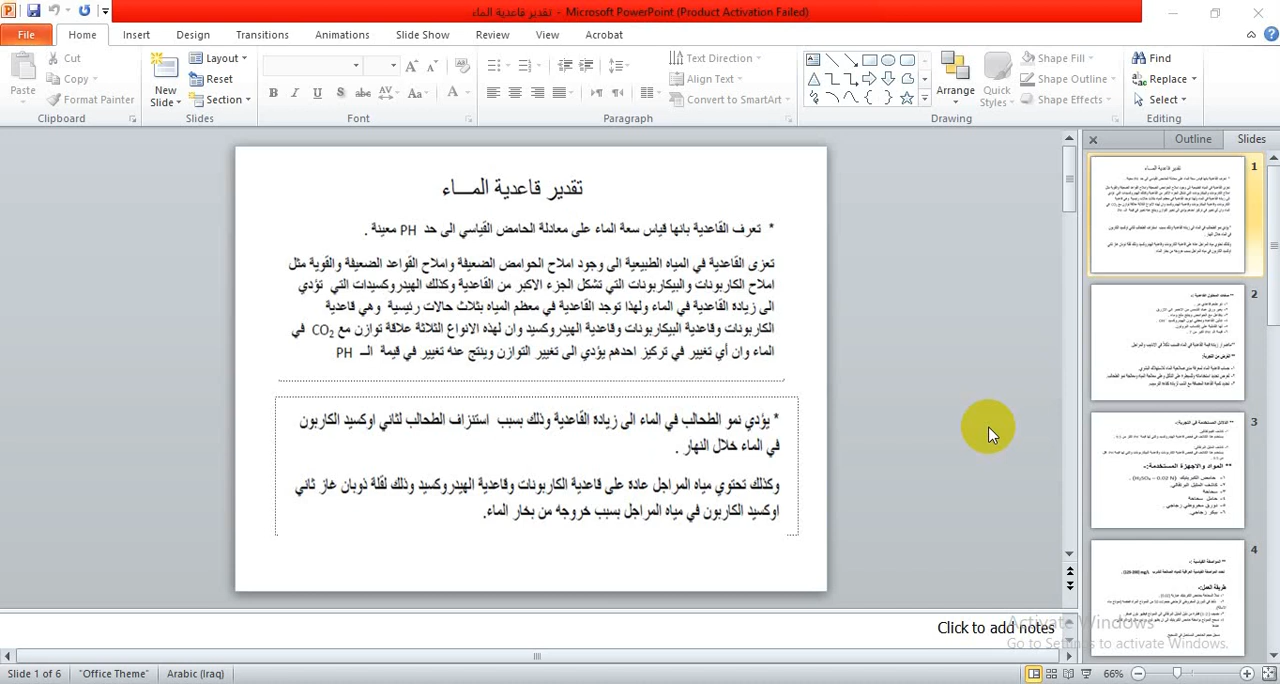 تقدير قاعدية الماء - Microsoft PowerPoint (Product Activation Failed)
File Home Insert Design Transitions Animations Slide Show Review View Acrobat
Cut Layout Text Direction Shape Fill Find
Copy Reset Align Text Shape Outline Replace
Paste Format Painter New Slide Section Convert to SmartArt Arrange Quick Styles Shape Effects Select
Clipboard Slides Font Paragraph Drawing Editing
Outline Slides
تقدير قاعدية المـــاء
* تعرف القاعدية بانها قياس سعة الماء على معادلة الحامض القياسي الى حد PH معينة .
تعزى القاعدية في المياه الطبيعية الى وجود املاح الحوامض الضعيفة واملاح القواعد الضعيفة والقوية مثل
املاح الكاربونات والبيكاربونات التي تشكل الجزء الاكبر من القاعدية وكذلك الهيدروكسيدات التي تؤدي
الى زيادة القاعدية في الماء ولهذا توجد القاعدية في معظم المياه بثلاث حالات رئيسية وهي قاعدية
الكاربونات وقاعدية البيكاربونات وقاعدية الهيدروكسيد وان لهذه الانواع الثلاثة علاقة توازن مع CO2 في
الماء وان أي تغيير في تركيز احدهم يؤدي الى تغيير التوازن وينتج عنه تغيير في قيمة الــ PH
* يؤدي نمو الطحالب في الماء الى زيادة القاعدية وذلك بسبب استنزاف الطحالب لثاني اوكسيد الكاربون
في الماء خلال النهار .
وكذلك تحتوي مياه المراجل عادة على قاعدية الكاربونات وقاعدية الهيدروكسيد وذلك لقلة ذوبان غاز ثاني
اوكسيد الكاربون في مياه المراجل بسبب خروجه من بخار الماء.
1
2
3
** المواد والاجهزة المستخدمة:-
4
طريقة العمل:-
Click to add notes
Activate Windows
Go to Settings to activate Windows.
Slide 1 of 6 "Office Theme" Arabic (Iraq) 66%